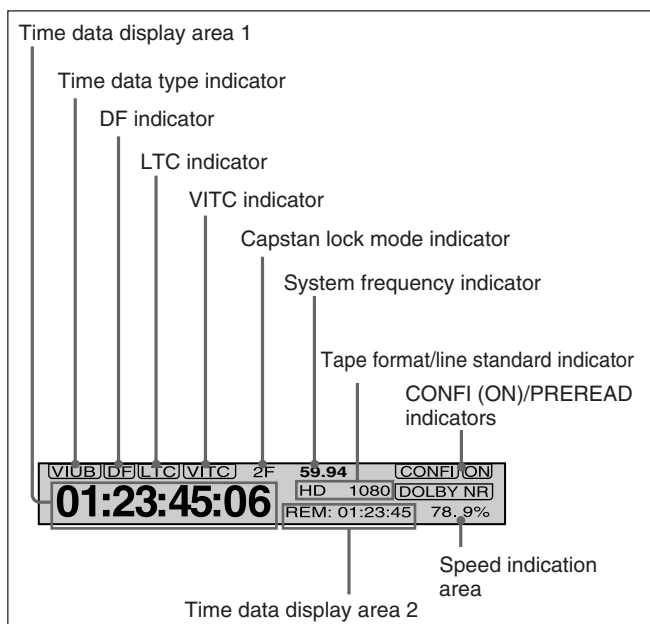 Time data display area 1
Time data type indicator
DF indicator
LTC indicator
VITC indicator
Capstan lock mode indicator
System frequency indicator
Tape format/line standard indicator
CONFI (ON)/PREREAD
indicators
VIUB DF LTC VITC 2F 59.94 CONFI ON
01:23:45:06 HD 1080 DOLBY NR
REM: 01:23:45 78.9%
Speed indication
area
Time data display area 2